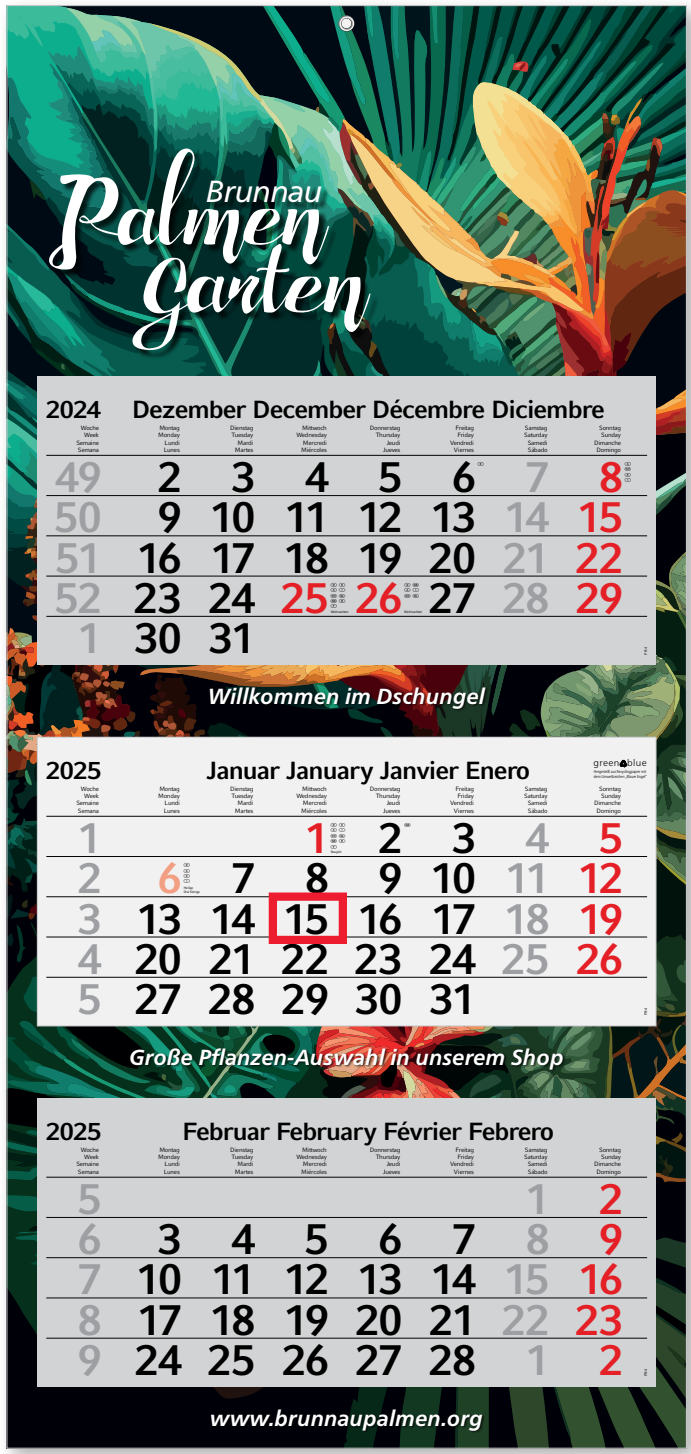 Brunnau
Palmen
Garten
2024 Dezember December Décembre Diciembre
Woche Montag Dienstag Mittwoch Donnerstag Freitag Samstag Sonntag
Week Monday Tuesday Wednesday Thursday Friday Saturday Sunday
Semaine Lundi Mardi Mercredi Jeudi Vendredi Samedi Dimanche
Semana Lunes Martes Miércoles Jueves Viernes Sábado Domingo
49 2 3 4 5 6 7 8
50 9 10 11 12 13 14 15
51 16 17 18 19 20 21 22
52 23 24 25 26 27 28 29
1 30 31
Willkommen im Dschungel
2025 Januar January Janvier Enero
green blue
Woche Montag Dienstag Mittwoch Donnerstag Freitag Samstag Sonntag
Week Monday Tuesday Wednesday Thursday Friday Saturday Sunday
Semaine Lundi Mardi Mercredi Jeudi Vendredi Samedi Dimanche
Semana Lunes Martes Miércoles Jueves Viernes Sábado Domingo
1 1 2 3 4 5
2 6 7 8 9 10 11 12
3 13 14 15 16 17 18 19
4 20 21 22 23 24 25 26
5 27 28 29 30 31
Große Pflanzen-Auswahl in unserem Shop
2025 Februar February Février Febrero
Woche Montag Dienstag Mittwoch Donnerstag Freitag Samstag Sonntag
Week Monday Tuesday Wednesday Thursday Friday Saturday Sunday
Semaine Lundi Mardi Mercredi Jeudi Vendredi Samedi Dimanche
Semana Lunes Martes Miércoles Jueves Viernes Sábado Domingo
5 1 2
6 3 4 5 6 7 8 9
7 10 11 12 13 14 15 16
8 17 18 19 20 21 22 23
9 24 25 26 27 28 1 2
www.brunnaupalmen.org